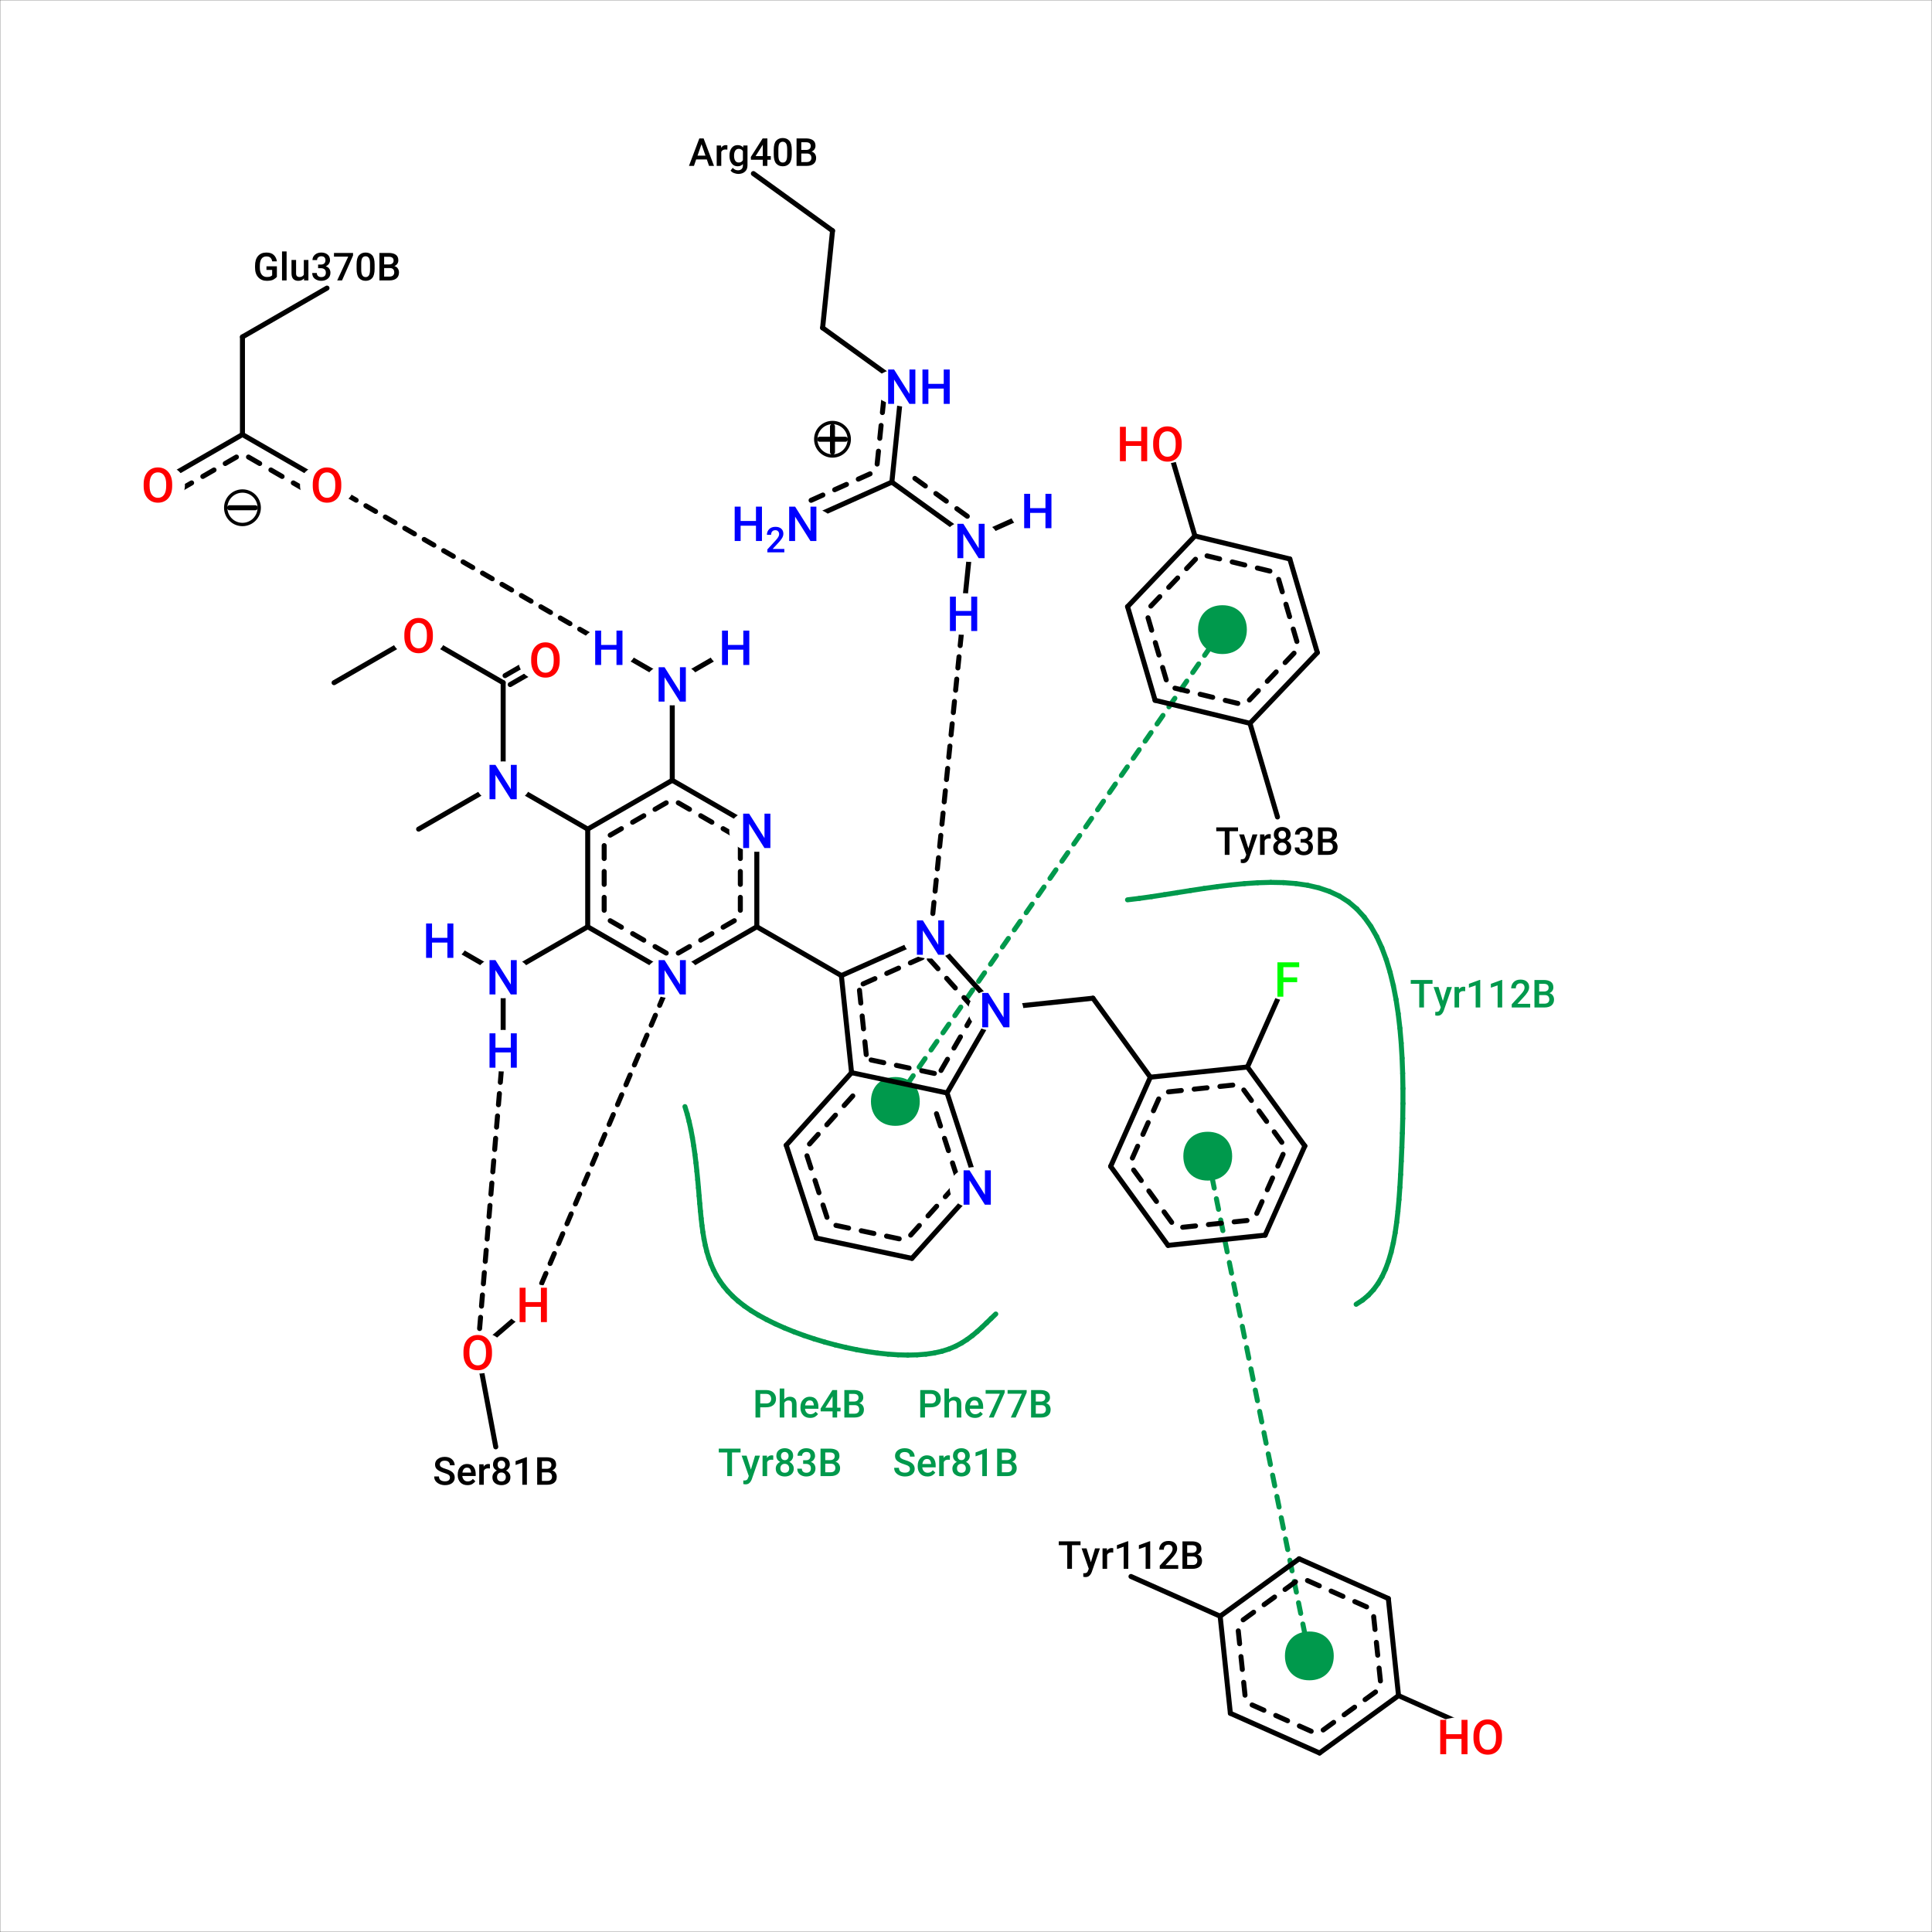 Arg40B
Glu370B
NH
HO
O
O
H
H2N
N
H
O
O
H
H
N
N
N
Tyr83B
H
N
N
N
F
Tyr112B
N
H
N
H
O
Phe4B Phe77B
Tyr83B Ser81B
Ser81B
Tyr112B
HO